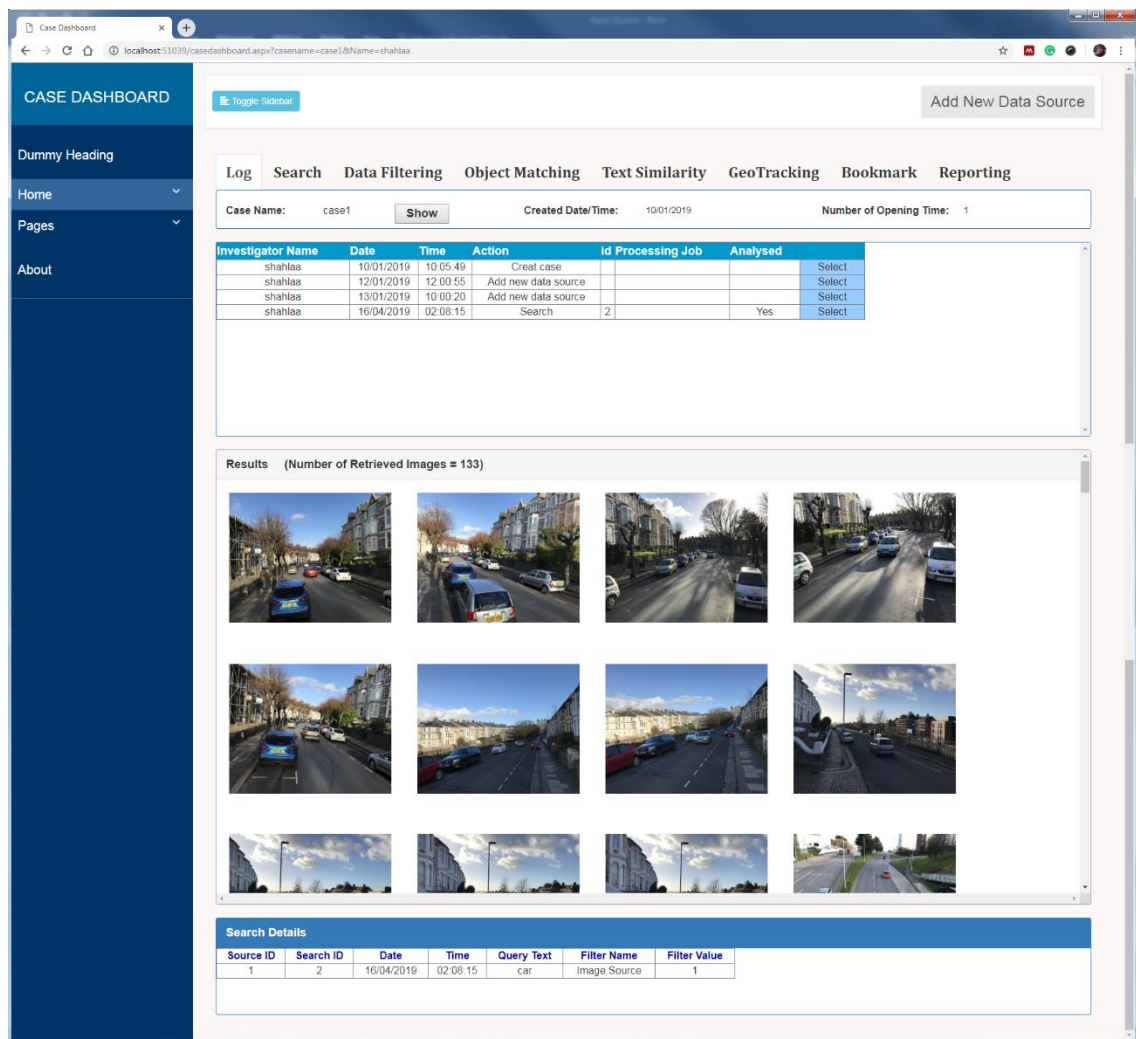 Case Dashboard
localhost:51039/casedashboard.aspx?casename=case1&Name=shahlaa
CASE DASHBOARD
Toggle Sidebar
Add New Data Source
Dummy Heading
Home
Pages
About
Log Search Data Filtering Object Matching Text Similarity GeoTracking Bookmark Reporting
Case Name: case1 Show Created Date/Time: 10/01/2019 Number of Opening Time: 1
Investigator Name Date Time Action id Processing Job Analysed
shahlaa 10/01/2019 10:05:49 Creat case Select
shahlaa 12/01/2019 12:00:55 Add new data source Select
shahlaa 13/01/2019 10:00:20 Add new data source Select
shahlaa 16/04/2019 02:08:15 Search 2 Yes Select
Results (Number of Retrieved Images = 133)
Search Details
Source ID Search ID Date Time Query Text Filter Name Filter Value
1 2 16/04/2019 02:08:15 car Image Source 1